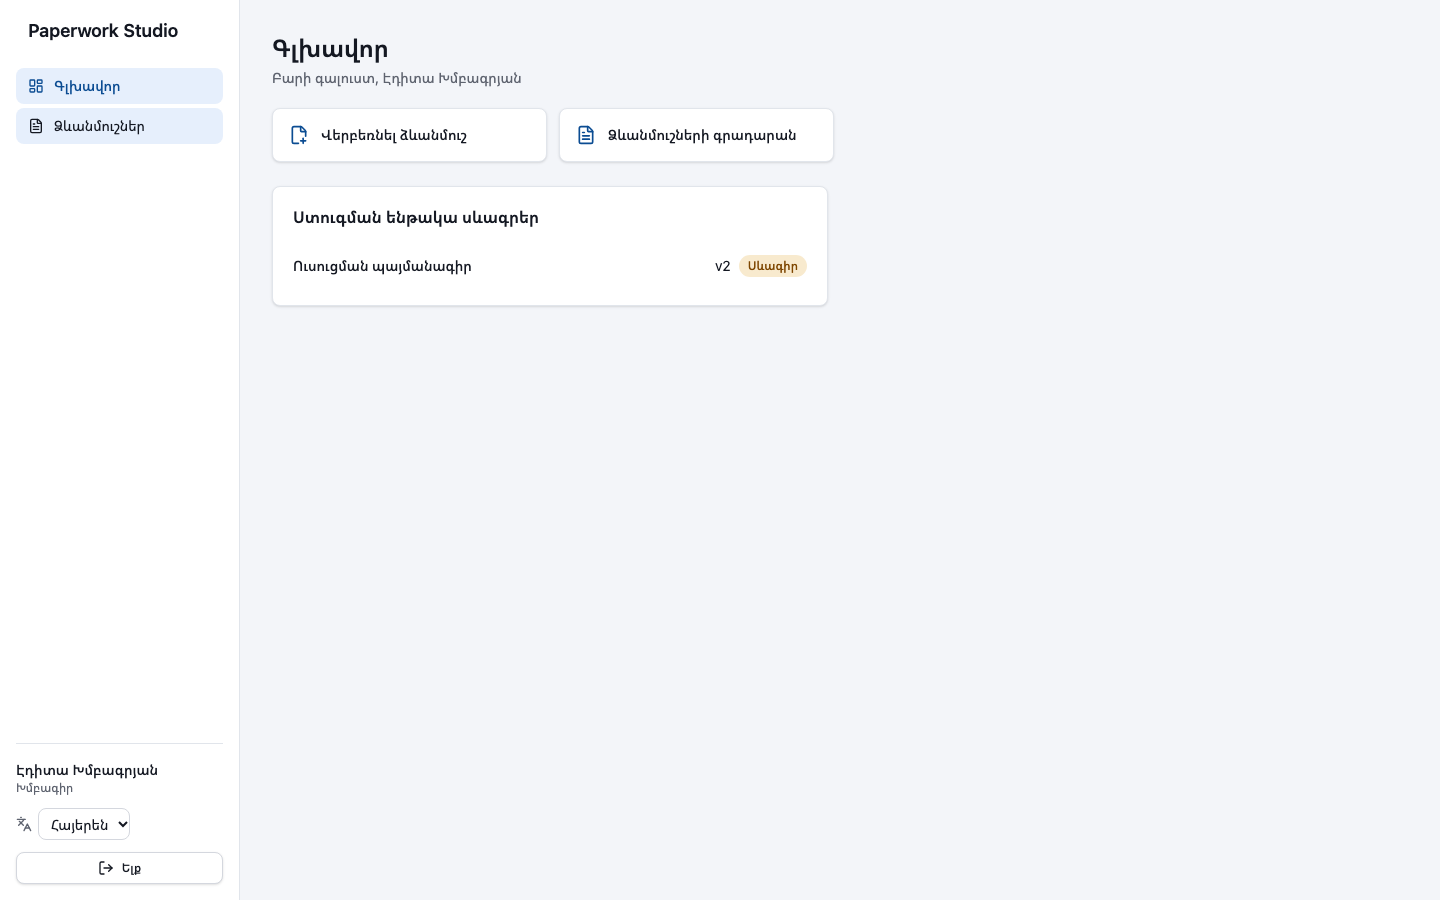 Paperwork Studio
Գլխավոր
Ձևանմուշներ
Էդիտա Խմբագրյան
Խմբագիր
Հայերեն
Ելք
Գլխավոր
Բարի գալուստ, Էդիտա Խմբագրյան
Վերբեռնել ձևանմուշ
Ձևանմուշների գրադարան
Ստուգման ենթակա սևագրեր
Ուսուցման պայմանագիր v2 Սևագիր